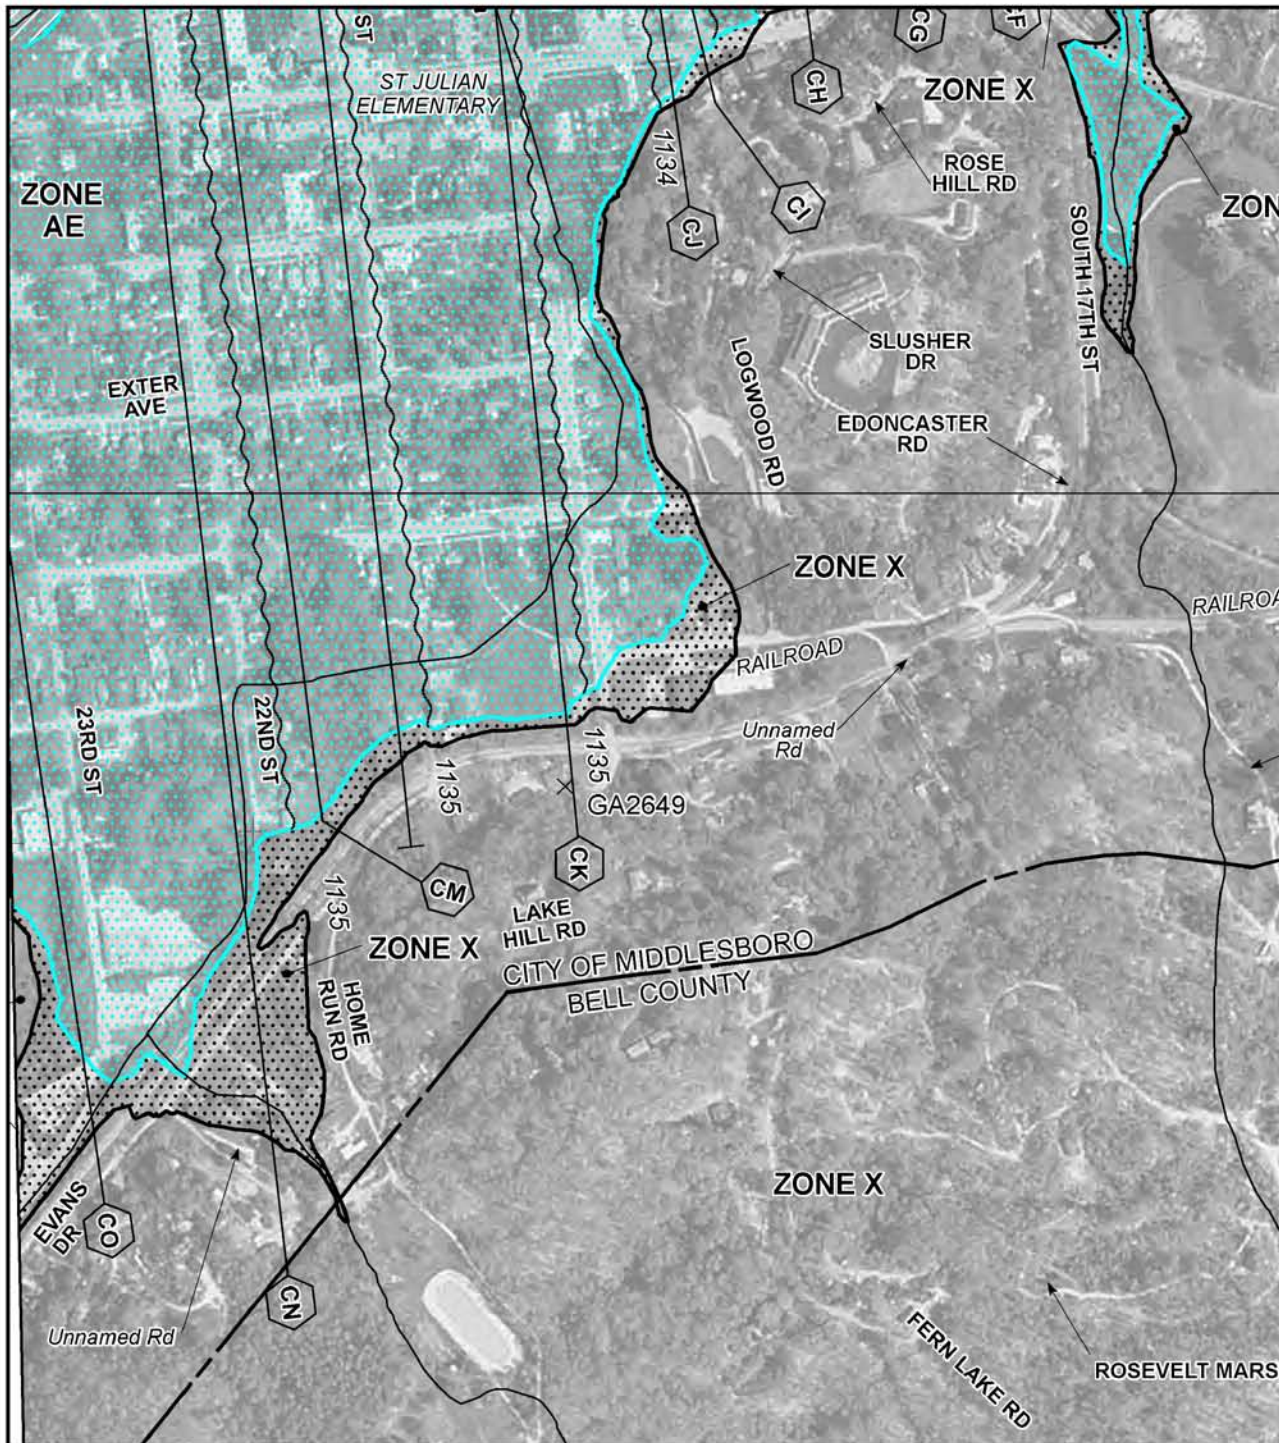 ST
ST JULIAN
ELEMENTARY
CG
CF
CH
ZONE X
ZONE
AE
1134
ROSE
HILL RD
CI
CJ
ZON
SOUTH 17TH ST
SLUSHER
DR
LOGWOOD RD
EXTER
AVE
EDONCASTER
RD
ZONE X
RAILROA
RAILROAD
23RD ST
22ND ST
Unnamed
Rd
1135
1135
GA2649
CK
CM
1135
LAKE
HILL RD
ZONE X
CITY OF MIDDLESBORO
BELL COUNTY
HOME
RUN RD
ZONE X
EVANS
DR
CO
CN
Unnamed Rd
FERN LAKE RD
ROSEVELT MARS